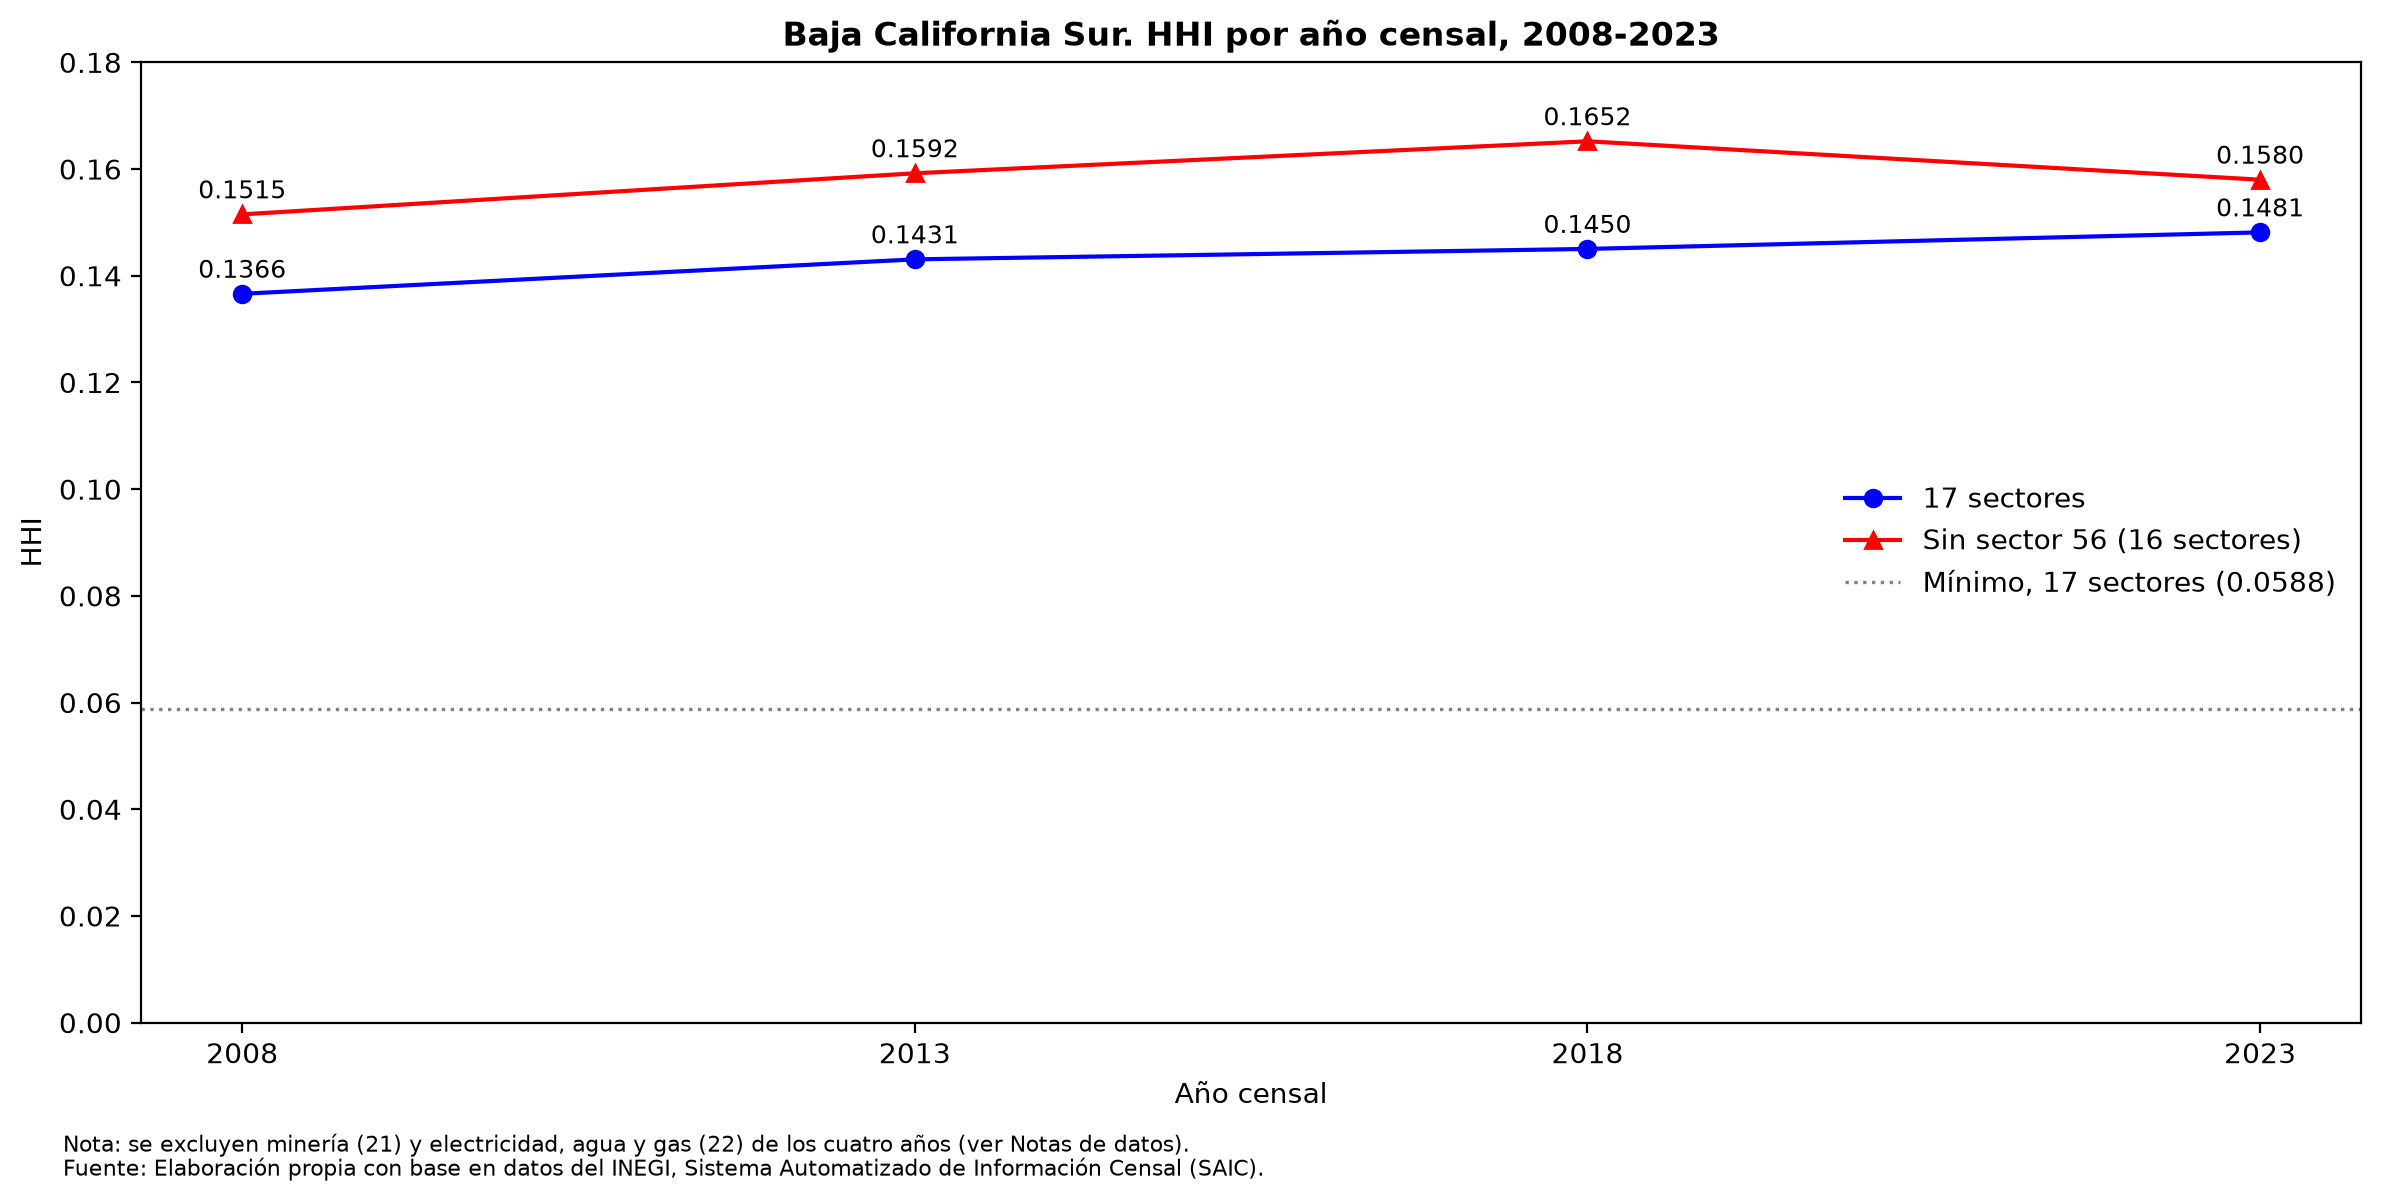 Baja California Sur. HHI por año censal, 2008-2023
0.18
0.16
0.14
0.12
0.10
0.08
0.06
0.04
0.02
0.00
HHI
0.1515
0.1592
0.1652
0.1580
0.1366
0.1431
0.1450
0.1481
17 sectores
Sin sector 56 (16 sectores)
Mínimo, 17 sectores (0.0588)
2008
2013
2018
2023
Año censal
Nota: se excluyen minería (21) y electricidad, agua y gas (22) de los cuatro años (ver Notas de datos).
Fuente: Elaboración propia con base en datos del INEGI, Sistema Automatizado de Información Censal (SAIC).